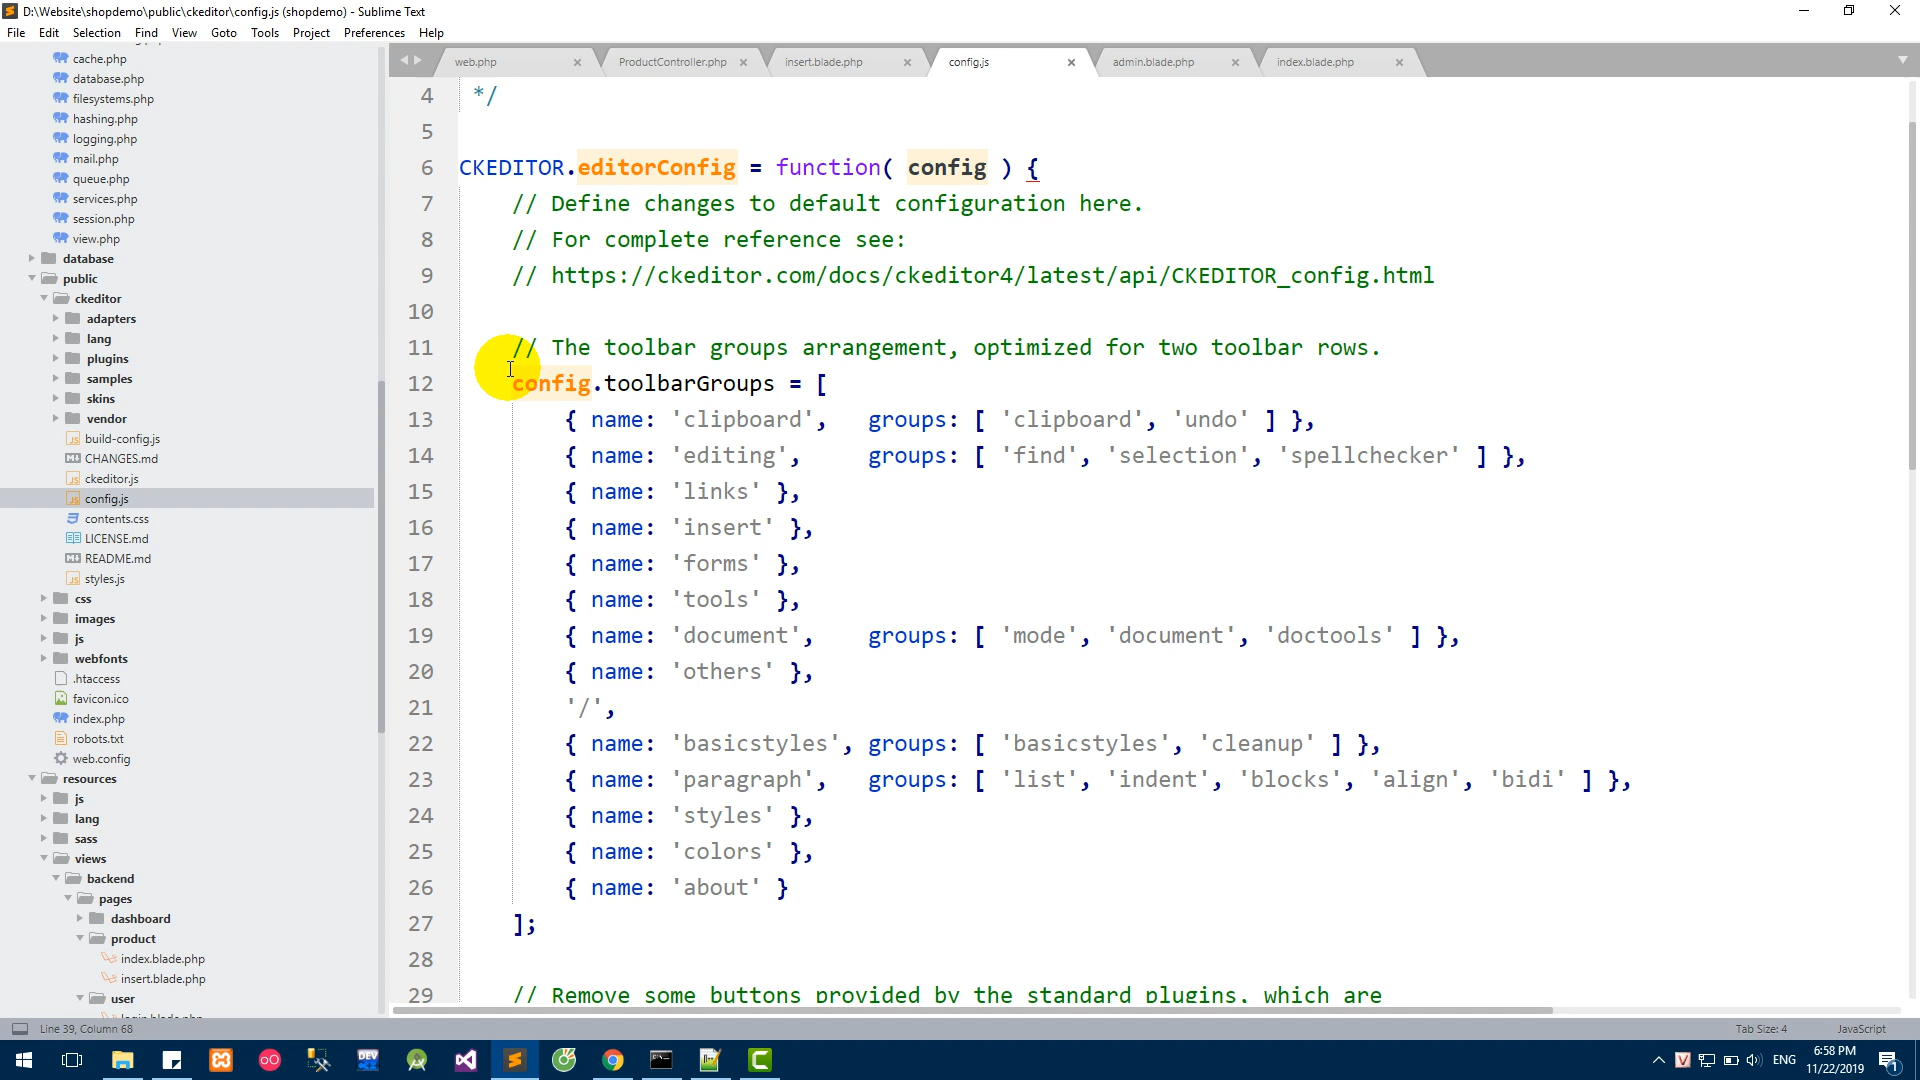 D:\Website\shopdemo\public\ckeditor\config.js (shopdemo) - Sublime Text
File Edit Selection Find View Goto Tools Project Preferences Help
web.php ProductController.php insert.blade.php config.js admin.blade.php index.blade.php
cache.php
database.php
filesystems.php
hashing.php
logging.php
mail.php
queue.php
services.php
session.php
view.php
database
public
ckeditor
adapters
lang
plugins
samples
skins
vendor
build-config.js
CHANGES.md
ckeditor.js
config.js
contents.css
LICENSE.md
README.md
styles.js
css
images
js
webfonts
.htaccess
favicon.ico
index.php
robots.txt
web.config
resources
js
lang
sass
views
backend
pages
dashboard
product
index.blade.php
insert.blade.php
user
4 */
5
6 CKEDITOR.editorConfig = function( config ) {
7 // Define changes to default configuration here.
8 // For complete reference see:
9 // https://ckeditor.com/docs/ckeditor4/latest/api/CKEDITOR_config.html
10
11 // The toolbar groups arrangement, optimized for two toolbar rows.
12 config.toolbarGroups = [
13 { name: 'clipboard', groups: [ 'clipboard', 'undo' ] },
14 { name: 'editing', groups: [ 'find', 'selection', 'spellchecker' ] },
15 { name: 'links' },
16 { name: 'insert' },
17 { name: 'forms' },
18 { name: 'tools' },
19 { name: 'document', groups: [ 'mode', 'document', 'doctools' ] },
20 { name: 'others' },
21 '/',
22 { name: 'basicstyles', groups: [ 'basicstyles', 'cleanup' ] },
23 { name: 'paragraph', groups: [ 'list', 'indent', 'blocks', 'align', 'bidi' ] },
24 { name: 'styles' },
25 { name: 'colors' },
26 { name: 'about' }
27 ];
28
29 // Remove some buttons provided by the standard plugins, which are
Line 39, Column 68 Tab Size: 4 JavaScript
DEV
ENG
6:58 PM
11/22/2019
1